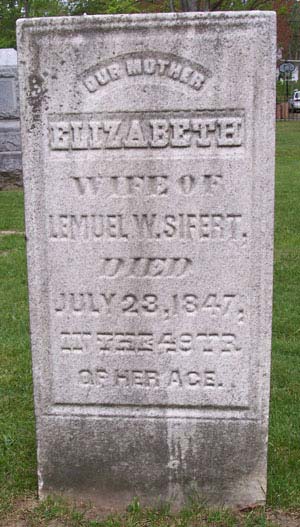 OUR MOTHER
ELIZABETH
WIFE OF
LEMUEL W. SIFERT.
DIED
JULY 23, 1847,
IN THE 49 YR
OF HER AGE.